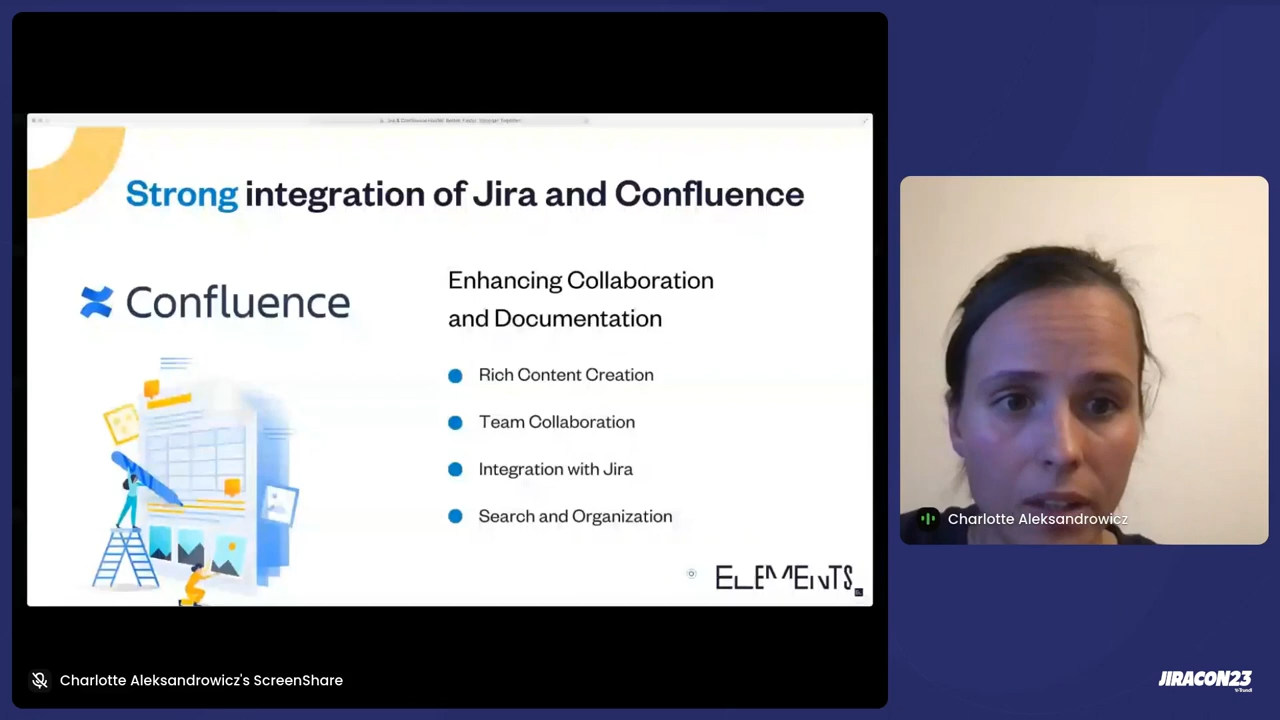 Strong integration of Jira and Confluence
Confluence
Enhancing Collaboration
and Documentation
Rich Content Creation
Team Collaboration
Integration with Jira
Search and Organization
ELEMENTS
Charlotte Aleksandrowicz
Charlotte Aleksandrowicz's ScreenShare
JIRACON23